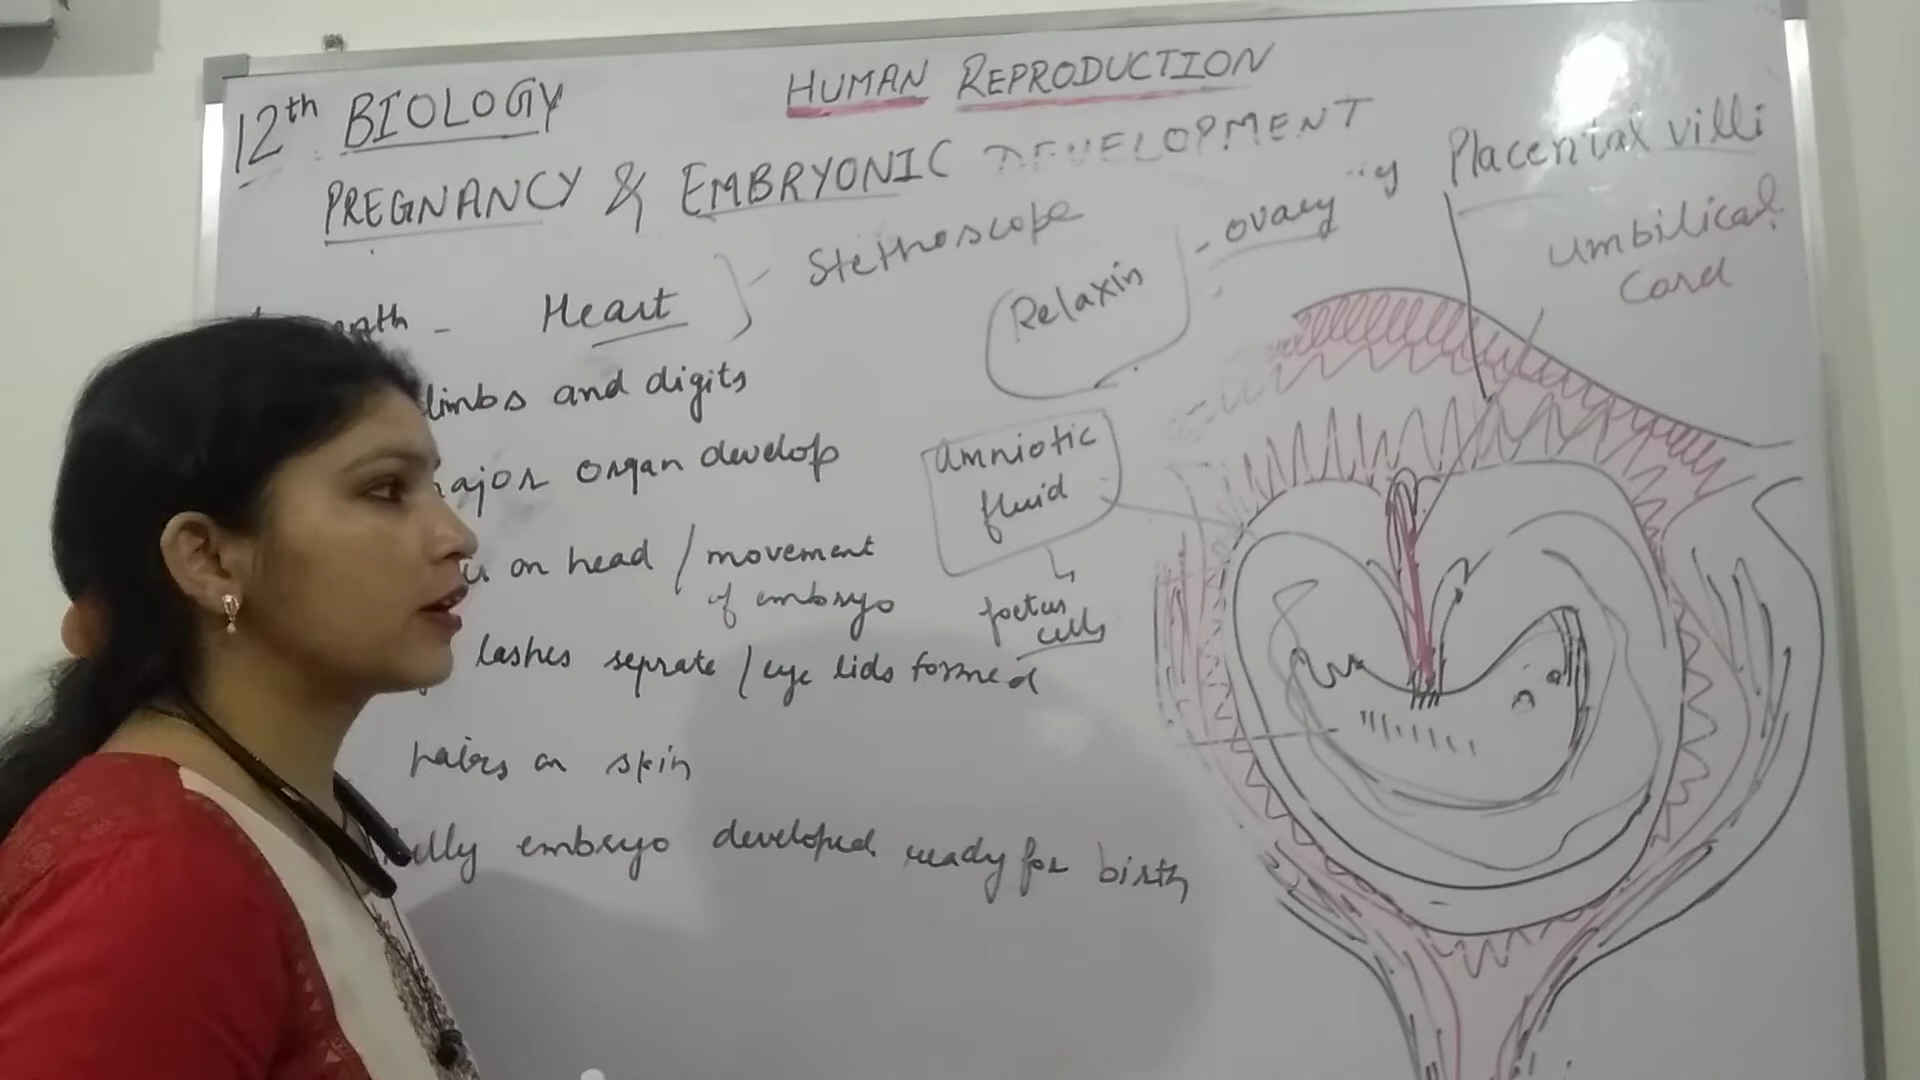 12th BIOLOGY
HUMAN REPRODUCTION
PREGNANCY & EMBRYONIC DEVELOPMENT
Placental villi
Umbilical
Cord
- ovary
Relaxin
Heart
Stethoscope
limbs and digits
organ develop
on head / movement
of embryo
lashes seprate / eye lids formed
hairs on skin
embryo developed ready for birth
amniotic
fluid
foetus
cells